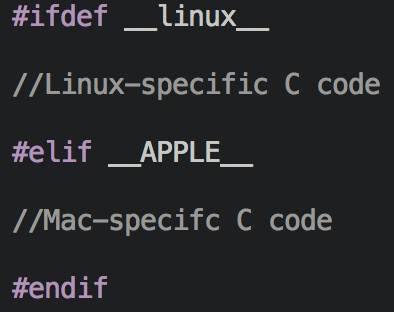 #ifdef __linux__
//Linux-specific C code
#elif __APPLE__
//Mac-specifc C code
#endif